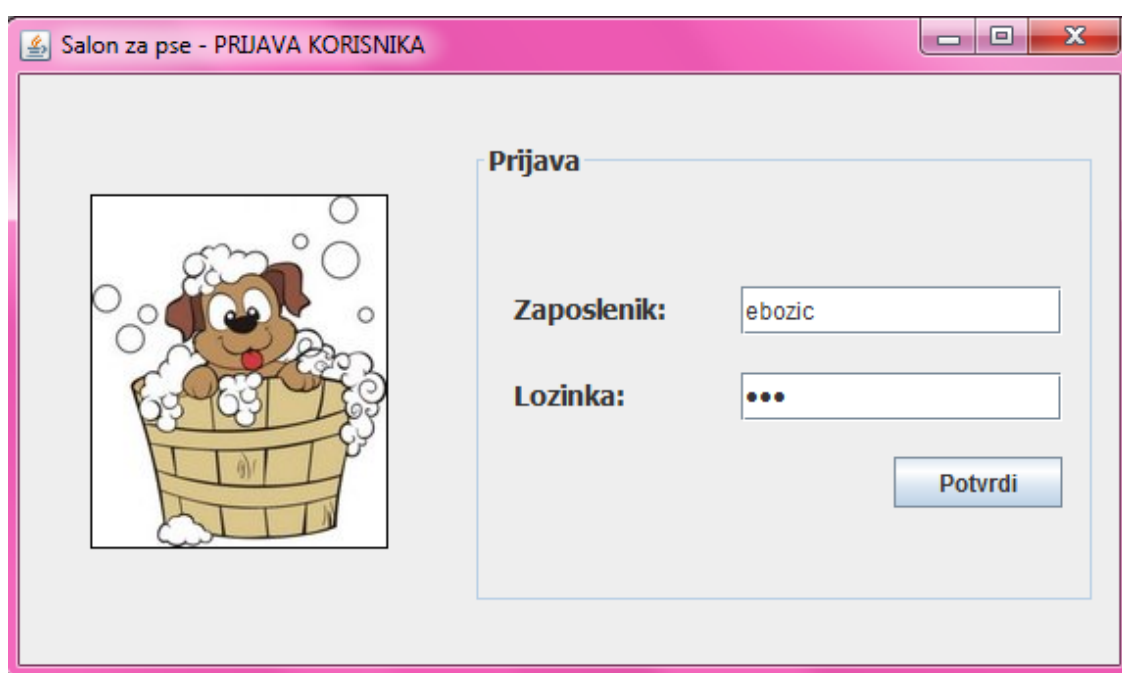 Salon za pse - PRIJAVA KORISNIKA
Prijava
Zaposlenik:
ebozic
Lozinka:
●●●
Potvrdi